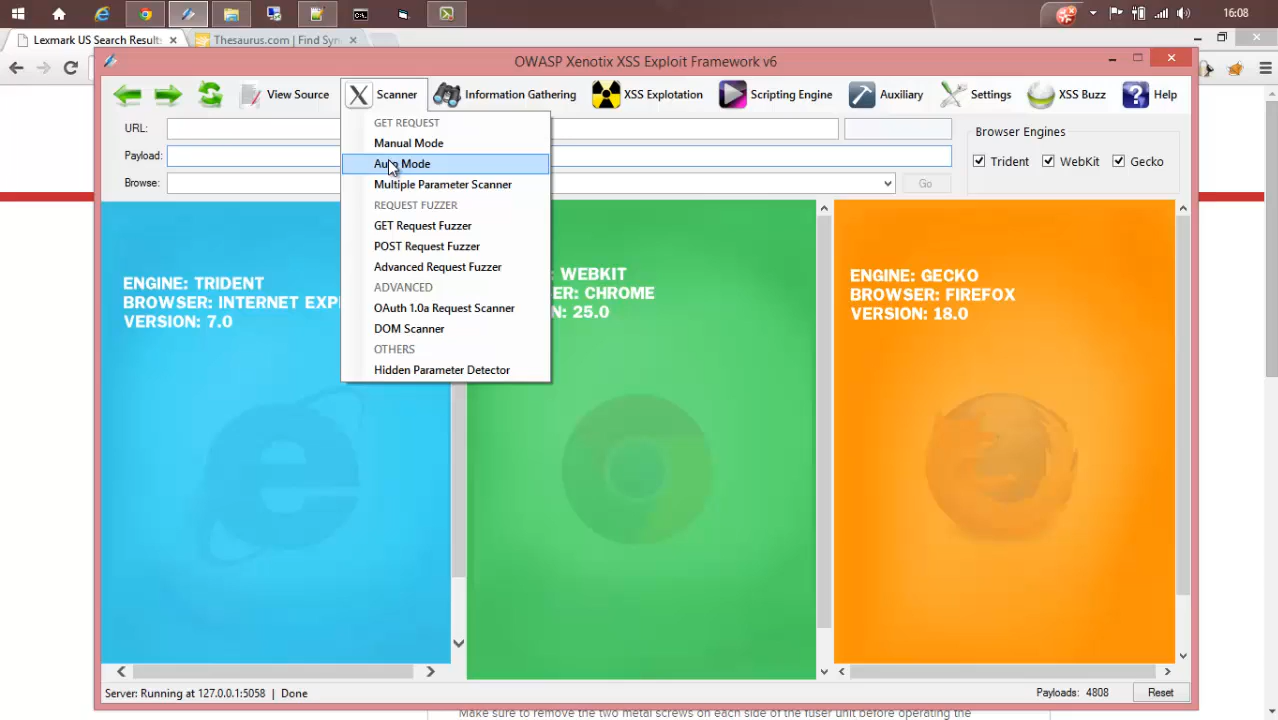 16:08
Lexmark US Search Results
Thesaurus.com | Find Syn
OWASP Xenotix XSS Exploit Framework v6
View Source
Scanner
Information Gathering
XSS Explotation
Scripting Engine
Auxiliary
Settings
XSS Buzz
Help
URL:
Payload:
Browse:
Go
Browser Engines
Trident
WebKit
Gecko
GET REQUEST
Manual Mode
Auto Mode
Multiple Parameter Scanner
REQUEST FUZZER
GET Request Fuzzer
POST Request Fuzzer
Advanced Request Fuzzer
ADVANCED
OAuth 1.0a Request Scanner
DOM Scanner
OTHERS
Hidden Parameter Detector
ENGINE: TRIDENT
BROWSER: INTERNET EXP
VERSION: 7.0
: WEBKIT
ER: CHROME
N: 25.0
ENGINE: GECKO
BROWSER: FIREFOX
VERSION: 18.0
Server: Running at 127.0.0.1:5058 | Done
Payloads: 4808
Reset
Make sure to remove the two metal screws on each side of the fuser unit before operating the